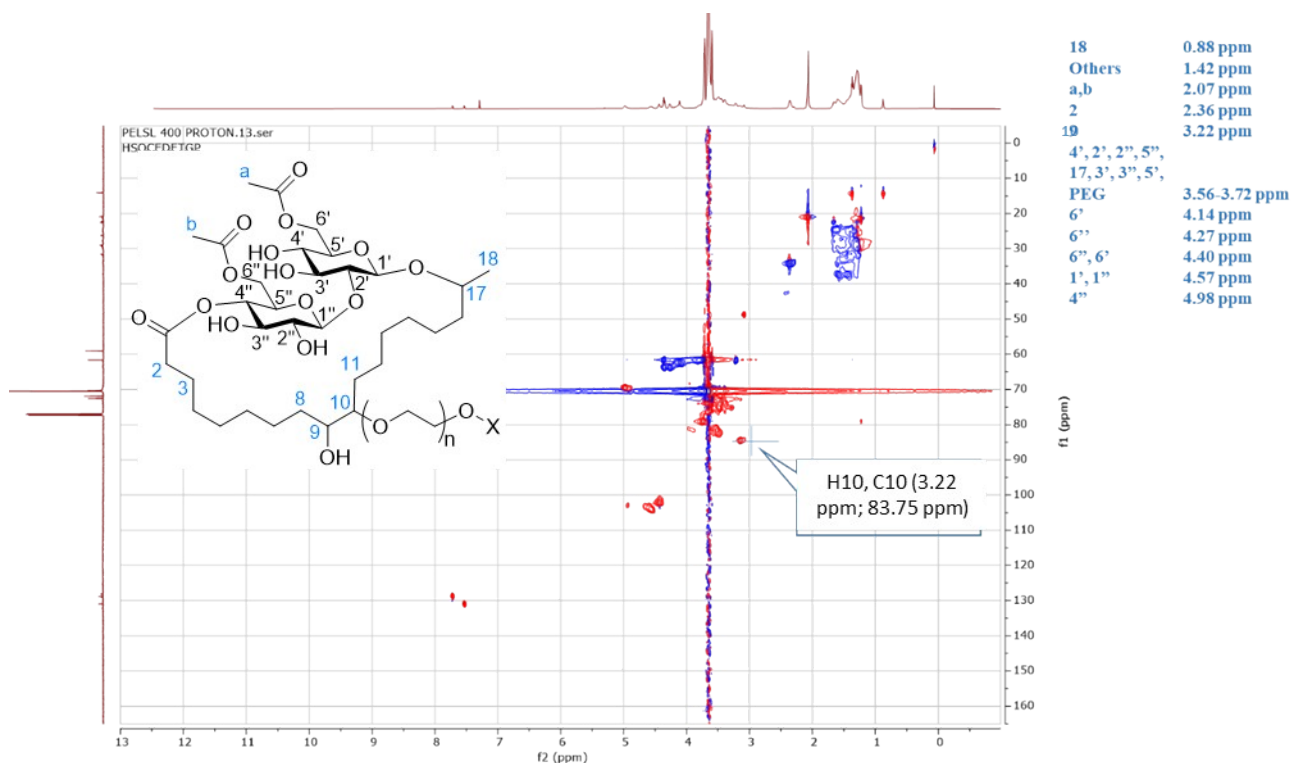 PELSL 400 PROTON.13.ser
HSQCEDETGP
a
O
b
O
O
6'
O
HO
4'
5'
O
1'
O
18
HO
3'
2'
17
6''
O
4''
5''
O
1''
O
HO
3''
2''
OH
O
2
3
11
8
10
9
OH
O
n
O
X
H10, C10 (3.22
ppm; 83.75 ppm)
0
10
20
30
40
50
60
70
80
90
100
110
120
130
140
150
160
f1 (ppm)
13 12 11 10 9 8 7 6 5 4 3 2 1 0
f2 (ppm)
18 0.88 ppm
Others 1.42 ppm
a,b 2.07 ppm
2 2.36 ppm
3.22 ppm
4’, 2’, 2”, 5”,
17, 3’, 3”, 5’,
PEG 3.56-3.72 ppm
6’ 4.14 ppm
6’’ 4.27 ppm
6”, 6’ 4.40 ppm
1’, 1” 4.57 ppm
4” 4.98 ppm